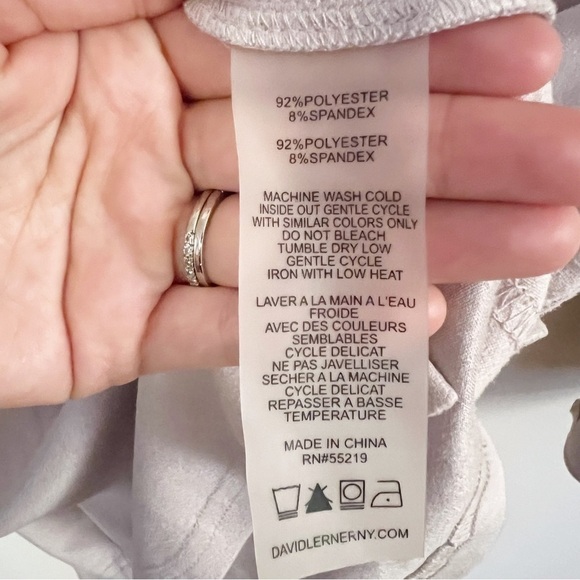 92%POLYESTER
8%SPANDEX
92%POLYESTER
8%SPANDEX
MACHINE WASH COLD
INSIDE OUT GENTLE CYCLE
WITH SIMILAR COLORS ONLY
DO NOT BLEACH
TUMBLE DRY LOW
GENTLE CYCLE
IRON WITH LOW HEAT
LAVER A LA MAIN A L'EAU
FROIDE
AVEC DES COULEURS
SEMBLABLES
CYCLE DELICAT
NE PAS JAVELLISER
SECHER A LA MACHINE
CYCLE DELICAT
REPASSER A BASSE
TEMPERATURE
MADE IN CHINA
RN#55219
DAVIDLERNERNY.COM